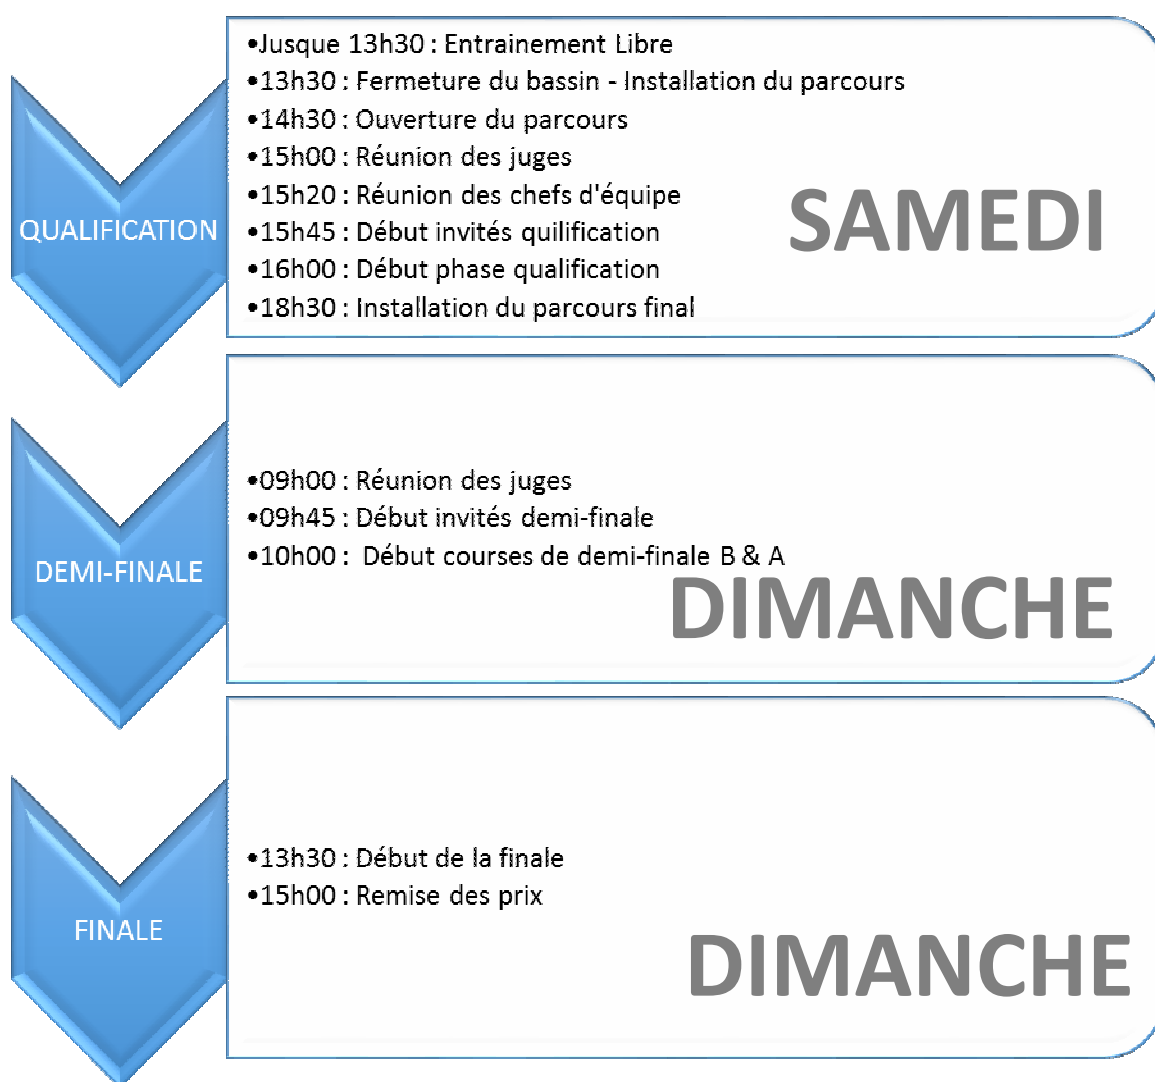 QUALIFICATION
•Jusque 13h30 : Entrainement Libre
•13h30 : Fermeture du bassin - Installation du parcours
•14h30 : Ouverture du parcours
•15h00 : Réunion des juges
•15h20 : Réunion des chefs d'équipe
•15h45 : Début invités quilification
•16h00 : Début phase qualification
•18h30 : Installation du parcours final
SAMEDI
DEMI-FINALE
•09h00 : Réunion des juges
•09h45 : Début invités demi-finale
•10h00 : Début courses de demi-finale B & A
DIMANCHE
FINALE
•13h30 : Début de la finale
•15h00 : Remise des prix
DIMANCHE